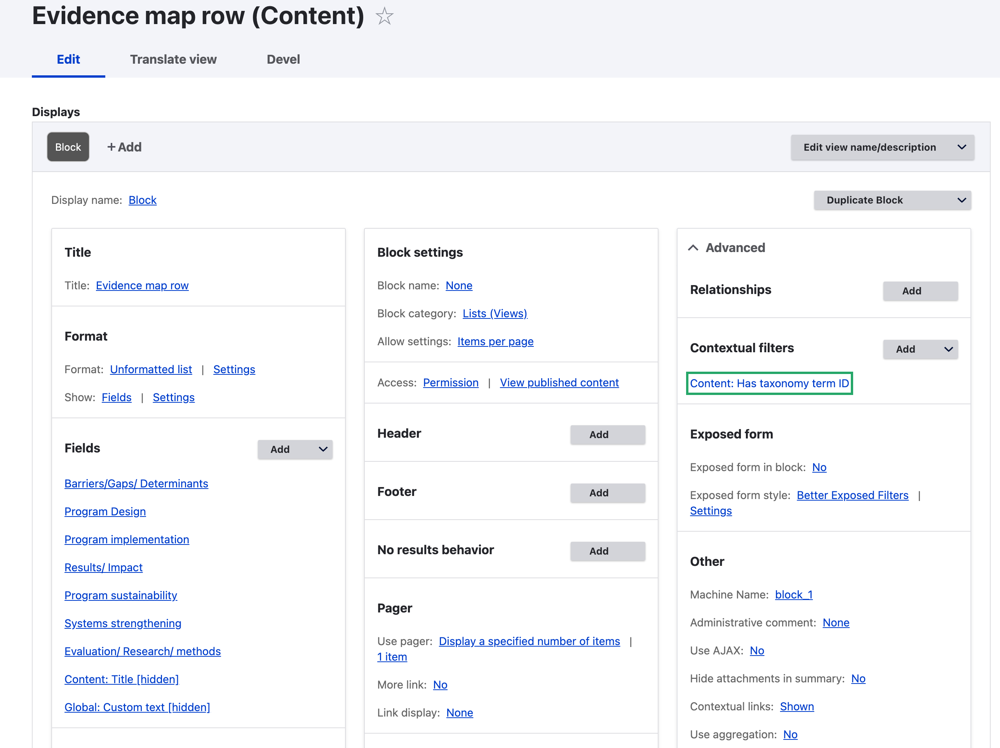 Evidence map row (Content)
Edit
Translate view
Devel
Displays
Block
+ Add
Edit view name/description
Display name: Block
Duplicate Block
Title
Title: Evidence map row
Format
Format: Unformatted list | Settings
Show: Fields | Settings
Fields
Add
Barriers/Gaps/ Determinants
Program Design
Program implementation
Results/ Impact
Program sustainability
Systems strengthening
Evaluation/ Research/ methods
Content: Title [hidden]
Global: Custom text [hidden]
Block settings
Block name: None
Block category: Lists (Views)
Allow settings: Items per page
Access: Permission | View published content
Header
Add
Footer
Add
No results behavior
Add
Pager
Use pager: Display a specified number of items |
1 item
More link: No
Link display: None
Advanced
Relationships
Add
Contextual filters
Add
Content: Has taxonomy term ID
Exposed form
Exposed form in block: No
Exposed form style: Better Exposed Filters |
Settings
Other
Machine Name: block_1
Administrative comment: None
Use AJAX: No
Hide attachments in summary: No
Contextual links: Shown
Use aggregation: No